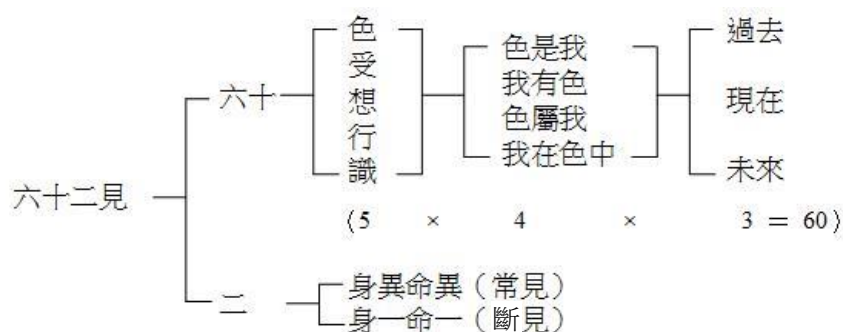 六十二見
六十
色
受
想
行
識
色是我
我有色
色屬我
我在色中
過去
現在
未來
(5 × 4 × 3 = 60)
二
身異命異（常見）
身一命一（斷見）